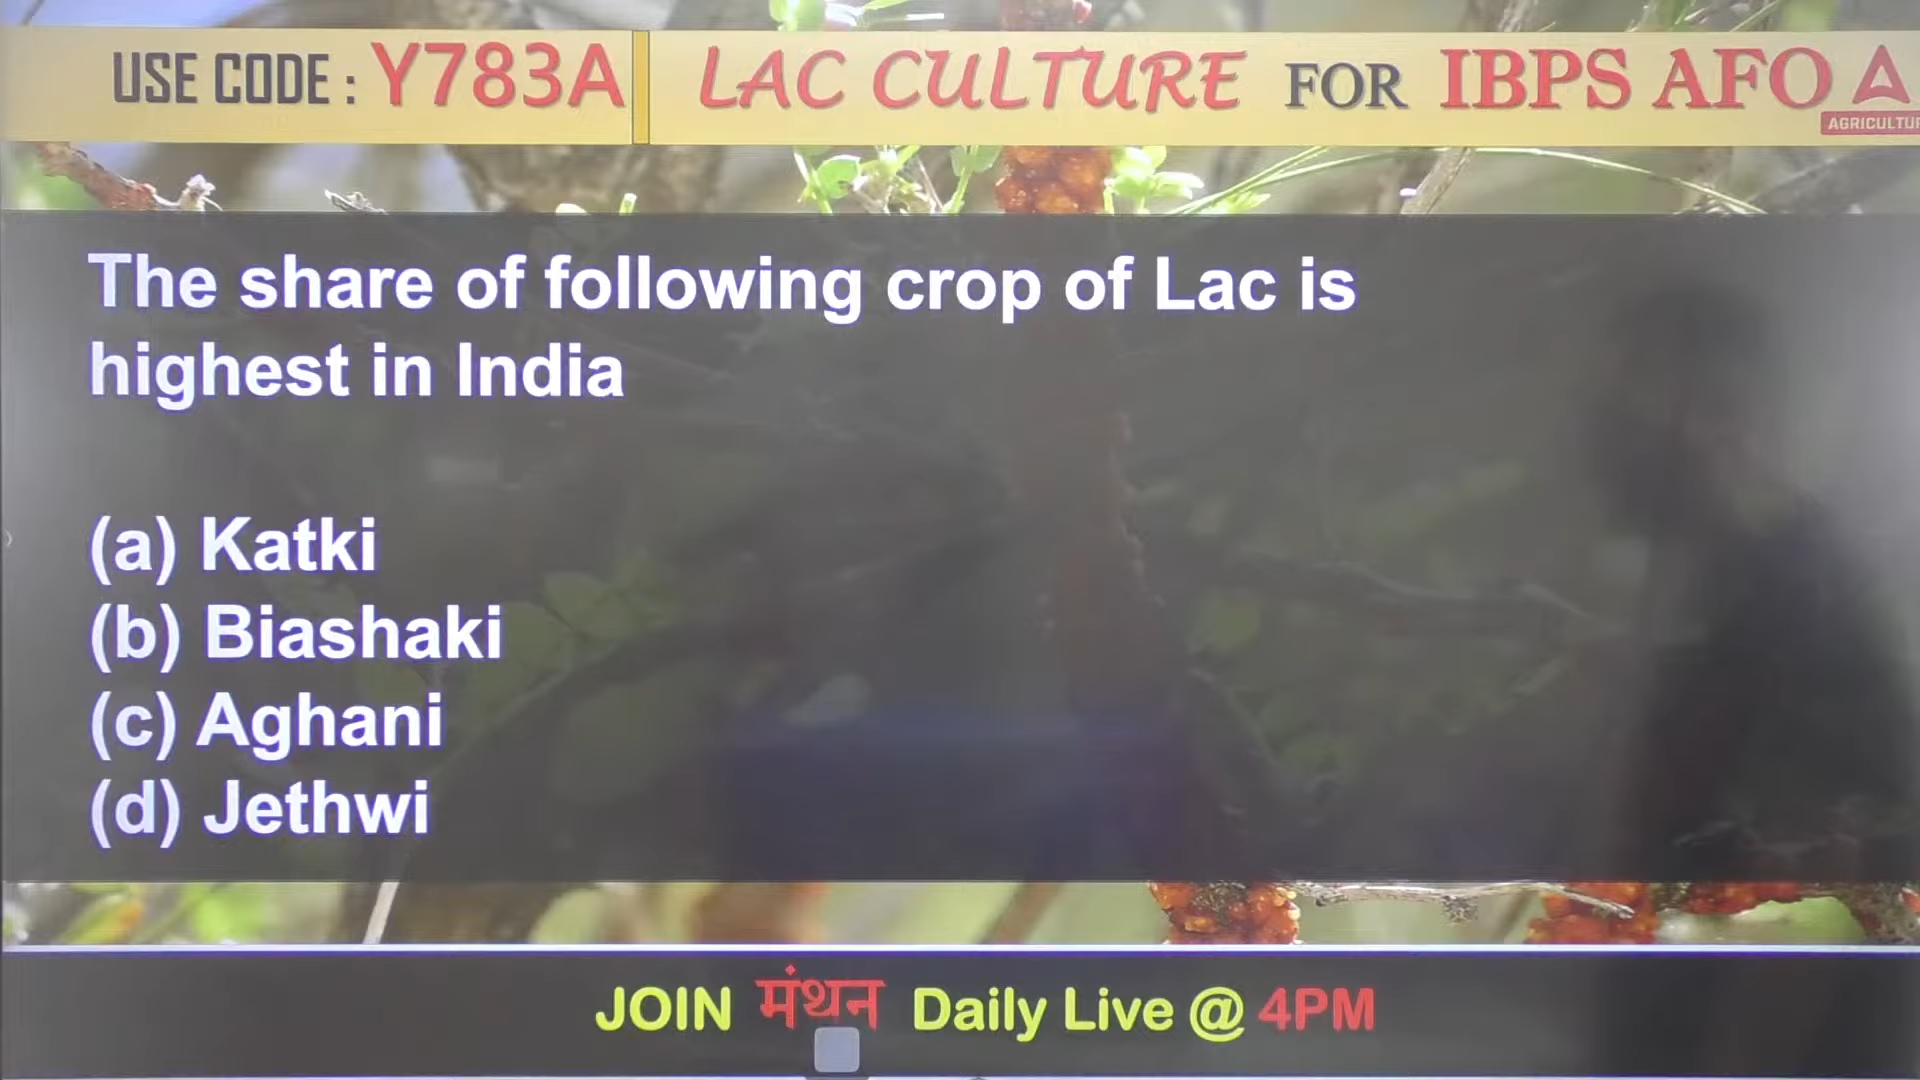 USE CODE : Y783A LAC CULTURE FOR IBPS AFO
AGRICULTUR
The share of following crop of Lac is
highest in India
(a) Katki
(b) Biashaki
(c) Aghani
(d) Jethwi
JOIN मंथन Daily Live @ 4PM